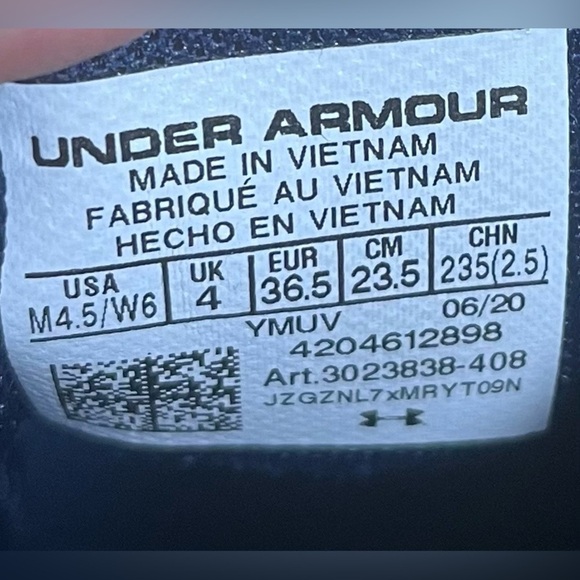 UNDER ARMOUR
MADE IN VIETNAM
FABRIQUÉ AU VIETNAM
HECHO EN VIETNAM
USA UK EUR CM CHN
M4.5/W6 4 36.5 23.5 235(2.5)
YMUV 06/20
4204612898
Art.3023838-408
JZGZNL7xMRYT09N